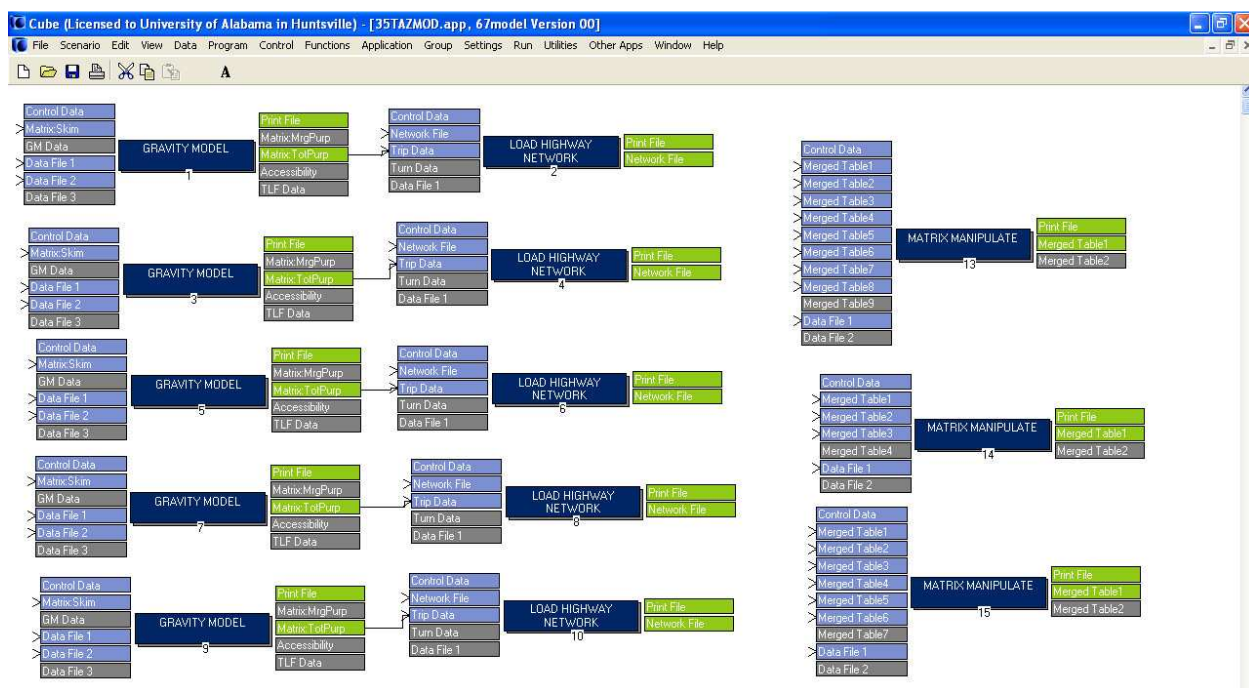 Cube (Licensed to University of Alabama in Huntsville) - [35TAZMOD.app, 67model Version 00]
File Scenario Edit View Data Program Control Functions Application Group Settings Run Utilities Other Apps Window Help
A
Control Data
Matrix:Skim
GM Data
Data File 1
Data File 2
Data File 3
GRAVITY MODEL
1
Print File
Matrix:MrgPurp
Matrix:TotPurp
Accessibility
TLF Data
Control Data
Network File
Trip Data
Turn Data
Data File 1
LOAD HIGHWAY
NETWORK
2
Print File
Network File
Control Data
Matrix:Skim
GM Data
Data File 1
Data File 2
Data File 3
GRAVITY MODEL
3
Print File
Matrix:MrgPurp
Matrix:TotPurp
Accessibility
TLF Data
Control Data
Network File
Trip Data
Turn Data
Data File 1
LOAD HIGHWAY
NETWORK
4
Print File
Network File
Control Data
Matrix:Skim
GM Data
Data File 1
Data File 2
Data File 3
GRAVITY MODEL
5
Print File
Matrix:MrgPurp
Matrix:TotPurp
Accessibility
TLF Data
Control Data
Network File
Trip Data
Turn Data
Data File 1
LOAD HIGHWAY
NETWORK
6
Print File
Network File
Control Data
Matrix:Skim
GM Data
Data File 1
Data File 2
Data File 3
GRAVITY MODEL
7
Print File
Matrix:MrgPurp
Matrix:TotPurp
Accessibility
TLF Data
Control Data
Network File
Trip Data
Turn Data
Data File 1
LOAD HIGHWAY
NETWORK
8
Print File
Network File
Control Data
Matrix:Skim
GM Data
Data File 1
Data File 2
Data File 3
GRAVITY MODEL
9
Print File
Matrix:MrgPurp
Matrix:TotPurp
Accessibility
TLF Data
Control Data
Network File
Trip Data
Turn Data
Data File 1
LOAD HIGHWAY
NETWORK
10
Print File
Network File
Control Data
Merged Table1
Merged Table2
Merged Table3
Merged Table4
Merged Table5
Merged Table6
Merged Table7
Merged Table8
Merged Table9
Data File 1
Data File 2
MATRIX MANIPULATE
13
Print File
Merged Table1
Merged Table2
Control Data
Merged Table1
Merged Table2
Merged Table3
Merged Table4
Data File 1
Data File 2
MATRIX MANIPULATE
14
Print File
Merged Table1
Merged Table2
Control Data
Merged Table1
Merged Table2
Merged Table3
Merged Table4
Merged Table5
Merged Table6
Merged Table7
Data File 1
Data File 2
MATRIX MANIPULATE
15
Print File
Merged Table1
Merged Table2